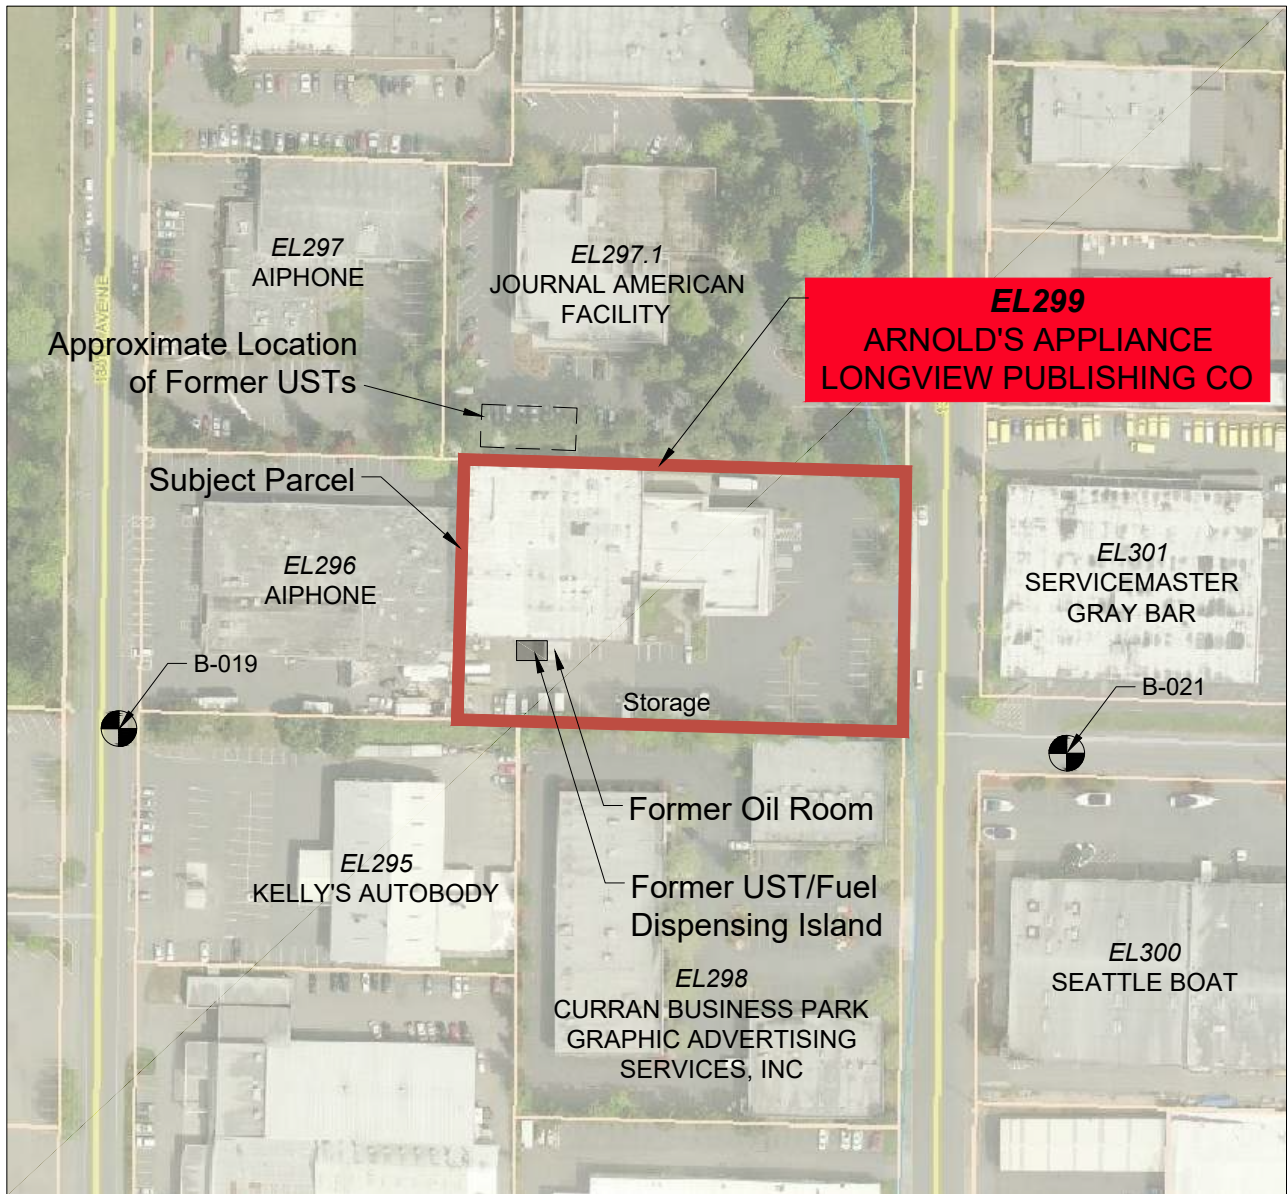 EL297
AIPHONE
EL297.1
JOURNAL AMERICAN
FACILITY
EL299
ARNOLD'S APPLIANCE
LONGVIEW PUBLISHING CO
Approximate Location
of Former USTs
Subject Parcel
EL296
AIPHONE
EL301
SERVICEMASTER
GRAY BAR
B-019
B-021
Storage
Former Oil Room
EL295
KELLY'S AUTOBODY
Former UST/Fuel
Dispensing Island
EL298
CURRAN BUSINESS PARK
GRAPHIC ADVERTISING
SERVICES, INC
EL300
SEATTLE BOAT